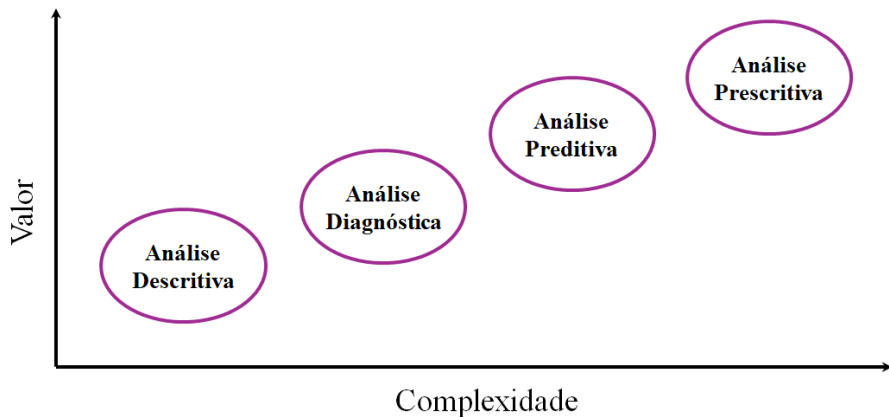 Análise
Prescritiva
Análise
Preditiva
Análise
Diagnóstica
Análise
Descritiva
Valor
Complexidade